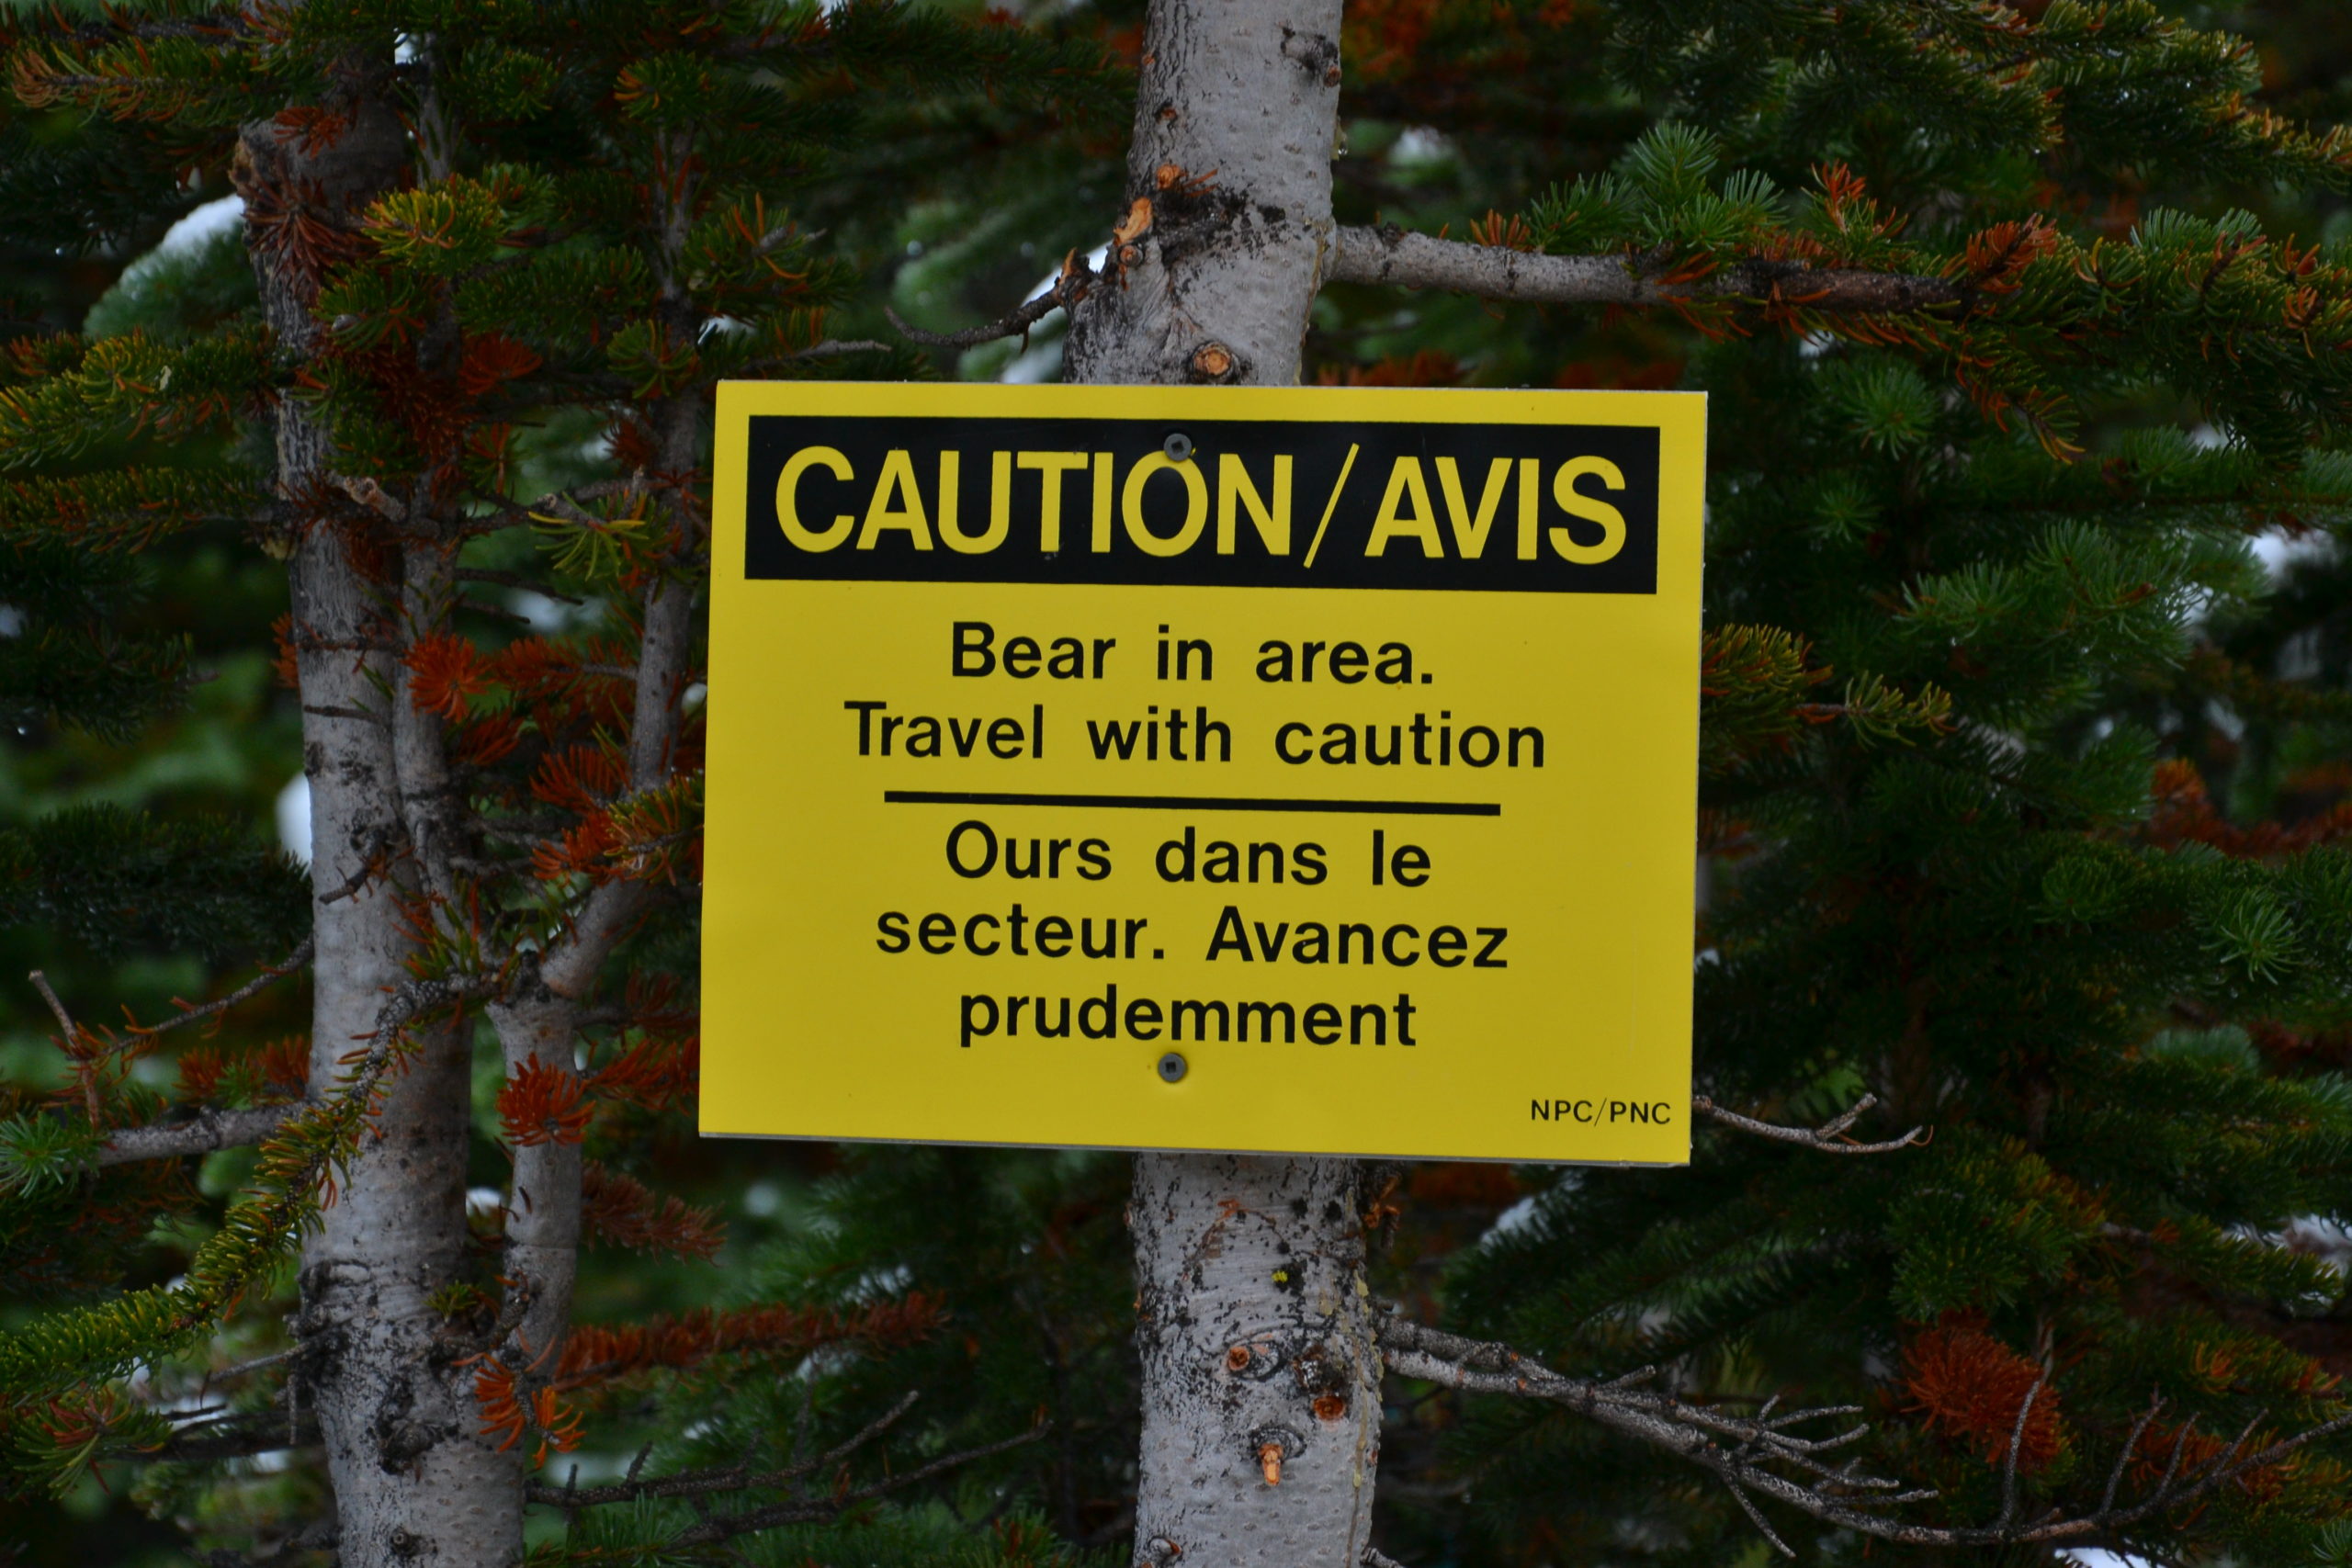 CAUTION/AVIS
Bear in area.
Travel with caution
Ours dans le
secteur. Avancez
prudemment
NPC/PNC